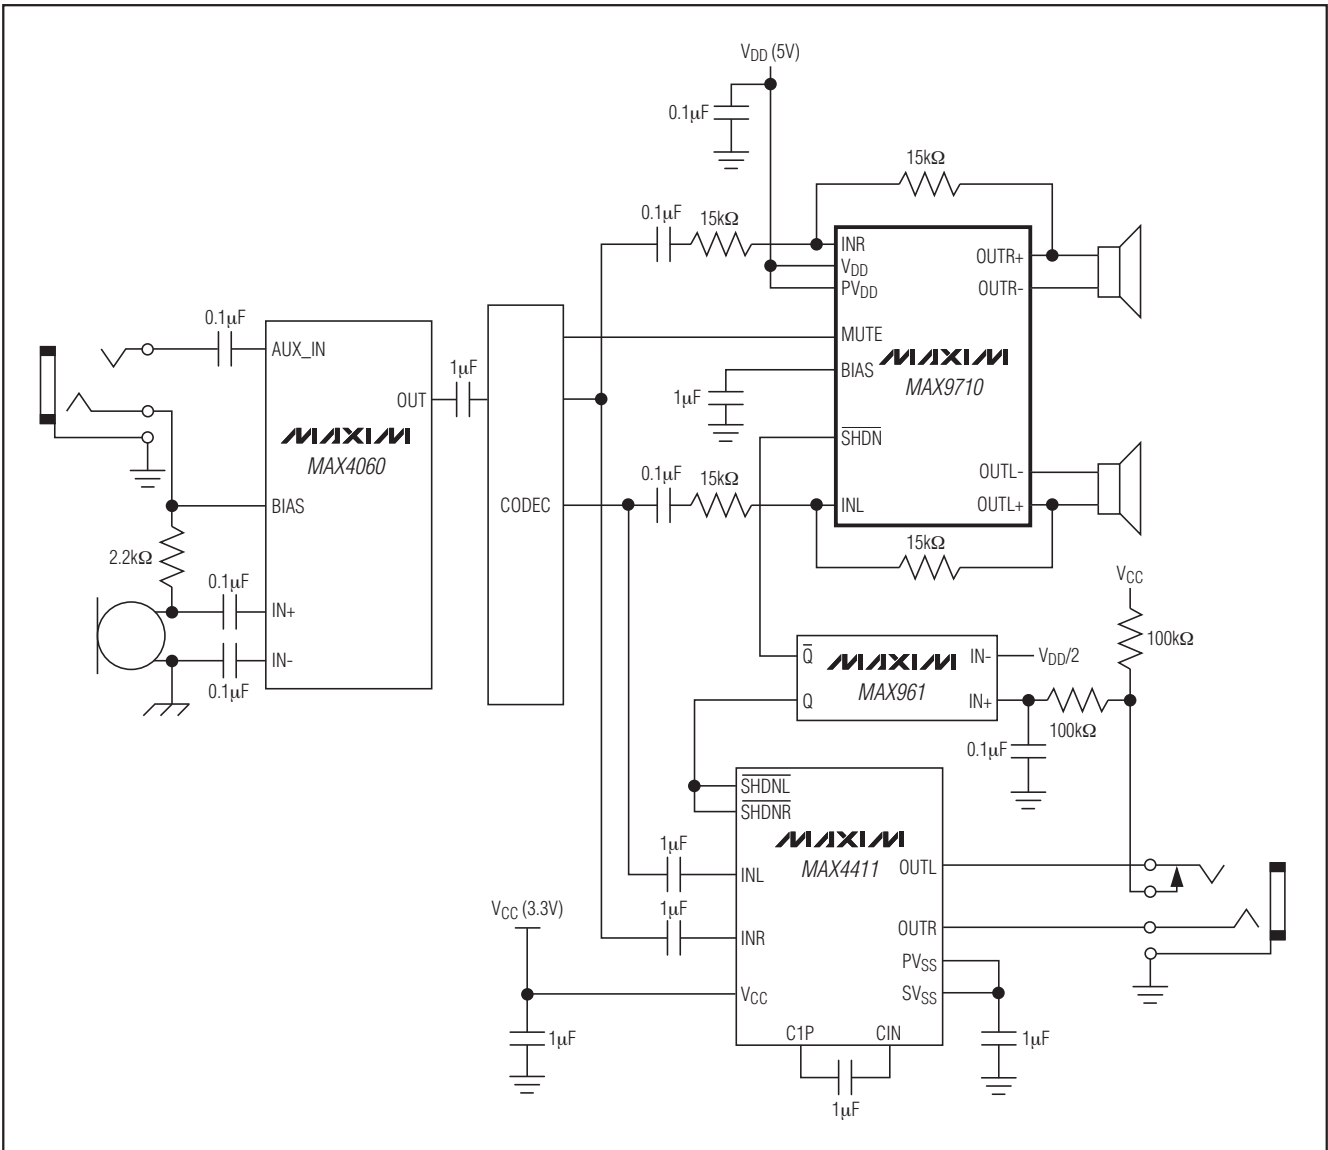 V_DD (5V)
0.1µF
15kΩ
0.1µF
15kΩ
INR
V_DD
PV_DD
OUTR+
OUTR-
MUTE
BIAS
MAXIM
MAX9710
1µF
S̅H̅D̅N̅
OUTL-
OUTL+
INL
0.1µF
15kΩ
15kΩ
0.1µF
AUX_IN
OUT
1µF
MAXIM
MAX4060
BIAS
CODEC
2.2kΩ
0.1µF
IN+
IN-
0.1µF
V_CC
100kΩ
Q̅
MAXIM
MAX961
IN-
V_DD/2
Q
IN+
100kΩ
0.1µF
S̅H̅D̅N̅L̅
S̅H̅D̅N̅R̅
MAXIM
MAX4411
1µF
INL
OUTL
V_CC (3.3V)
1µF
INR
OUTR
PV_SS
V_CC
SV_SS
1µF
C1P
CIN
1µF
1µF